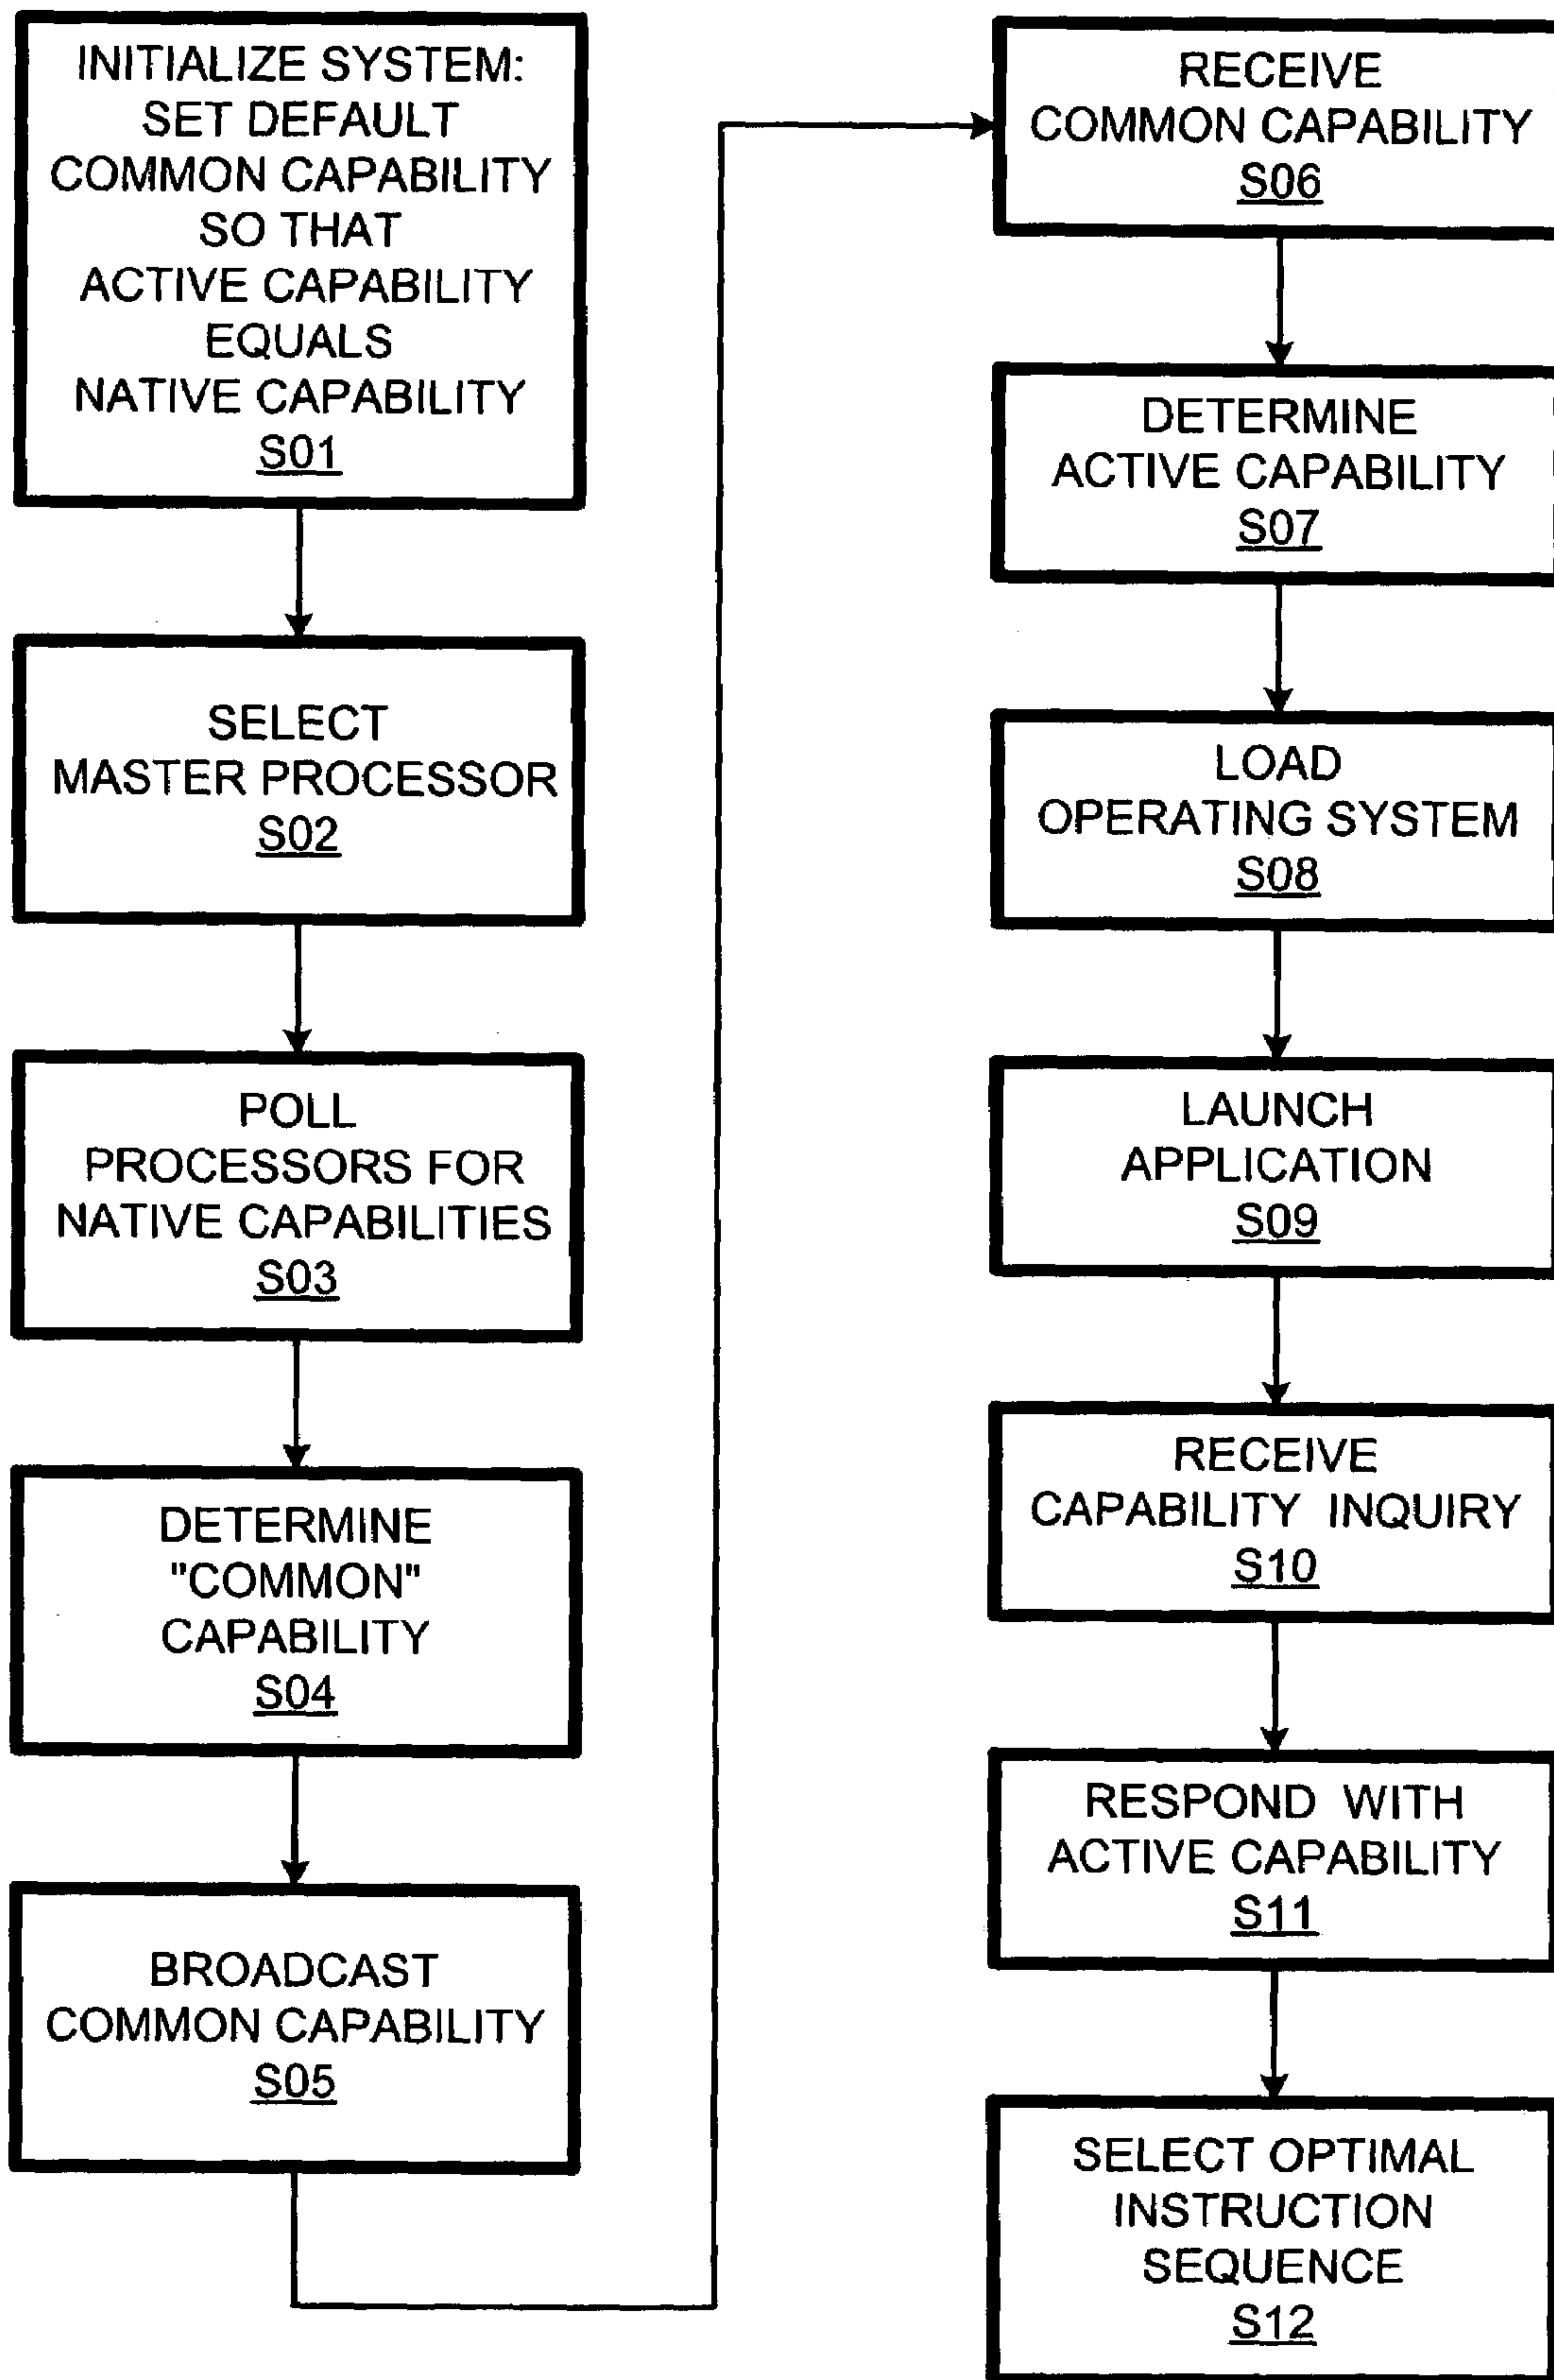 INITIALIZE SYSTEM:
SET DEFAULT
COMMON CAPABILITY
SO THAT
ACTIVE CAPABILITY
EQUALS
NATIVE CAPABILITY
S01
SELECT
MASTER PROCESSOR
S02
POLL
PROCESSORS FOR
NATIVE CAPABILITIES
S03
DETERMINE
"COMMON"
CAPABILITY
S04
BROADCAST
COMMON CAPABILITY
S05
RECEIVE
COMMON CAPABILITY
S06
DETERMINE
ACTIVE CAPABILITY
S07
LOAD
OPERATING SYSTEM
S08
LAUNCH
APPLICATION
S09
RECEIVE
CAPABILITY INQUIRY
S10
RESPOND WITH
ACTIVE CAPABILITY
S11
SELECT OPTIMAL
INSTRUCTION
SEQUENCE
S12